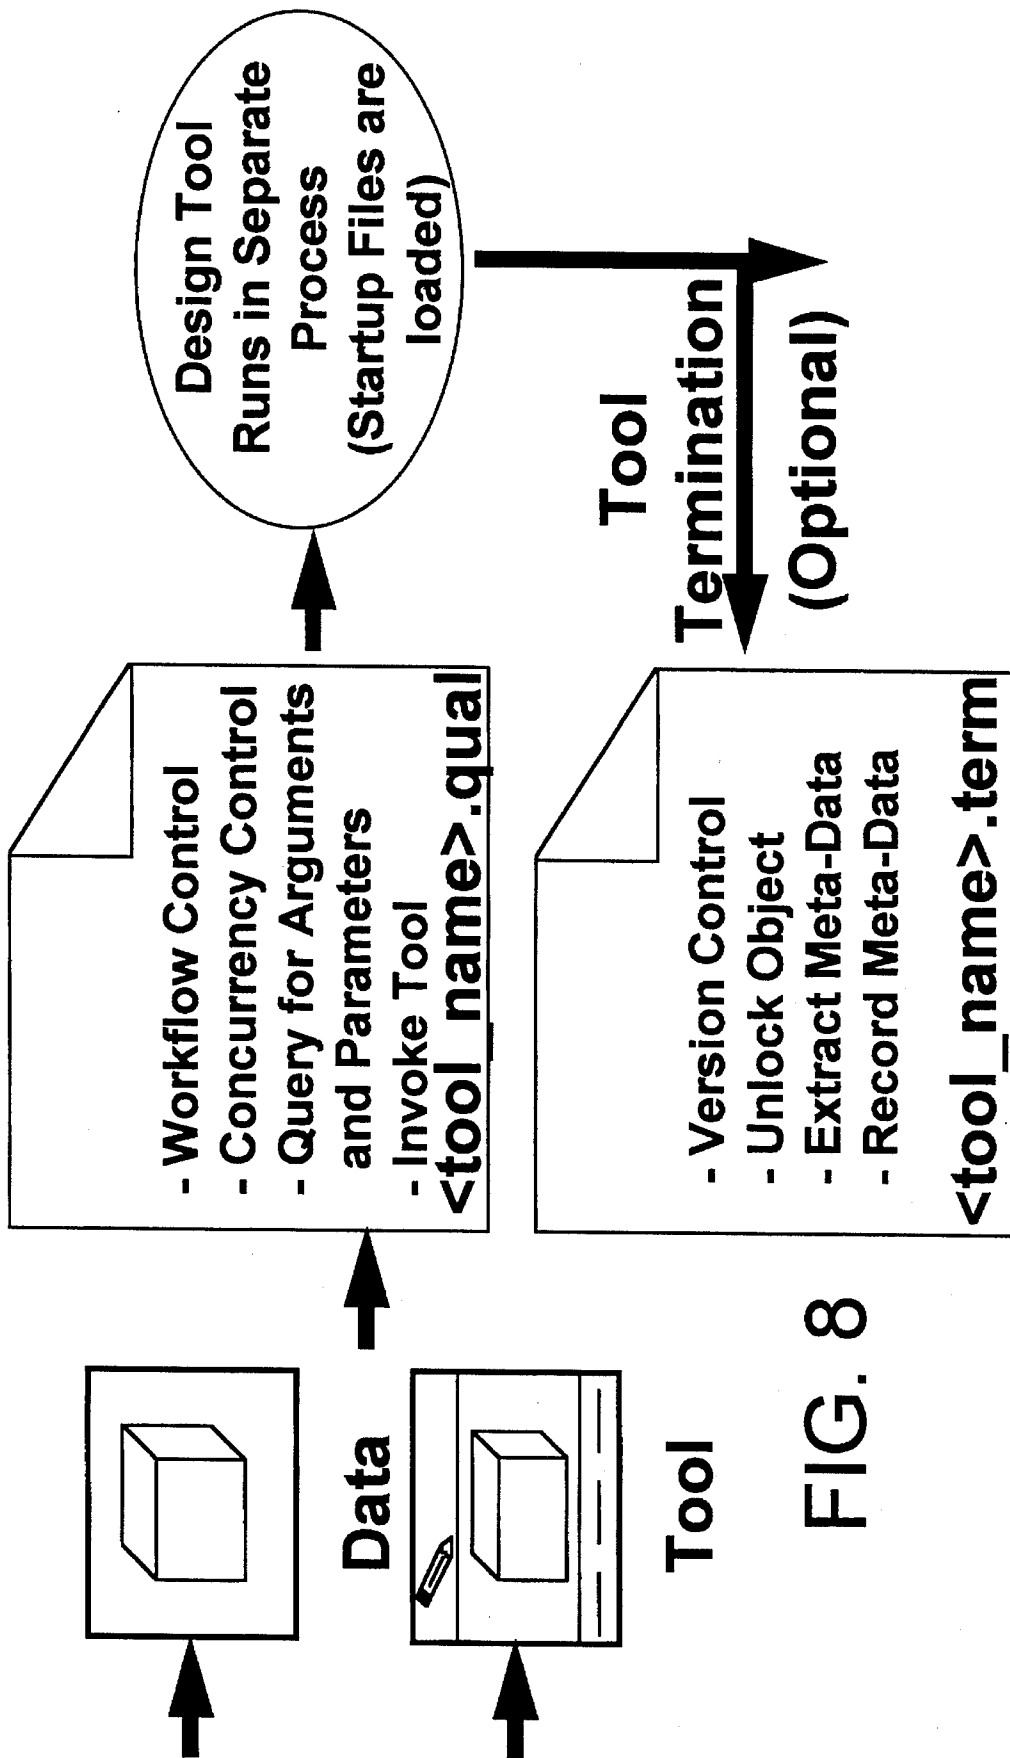 Data
Tool
- Workflow Control
- Concurrency Control
- Query for Arguments
and Parameters
- Invoke Tool
<tool_name>.qual
Design Tool
Runs in Separate
Process
(Startup Files are
loaded)
Tool
Termination
(Optional)
- Version Control
- Unlock Object
- Extract Meta-Data
- Record Meta-Data
<tool_name>.term
FIG. 8